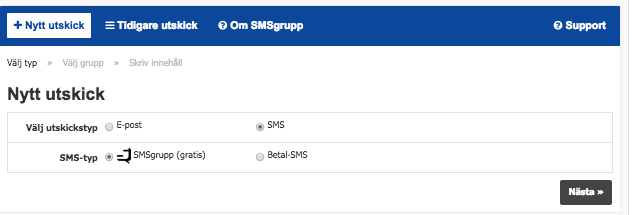 + Nytt utskick ≡ Tidigare utskick ? Om SMSgrupp ? Support
Välj typ » Välj grupp » Skriv innehåll
Nytt utskick
Välj utskickstyp E-post SMS
SMS-typ SMSgrupp (gratis) Betal-SMS
Nästa »